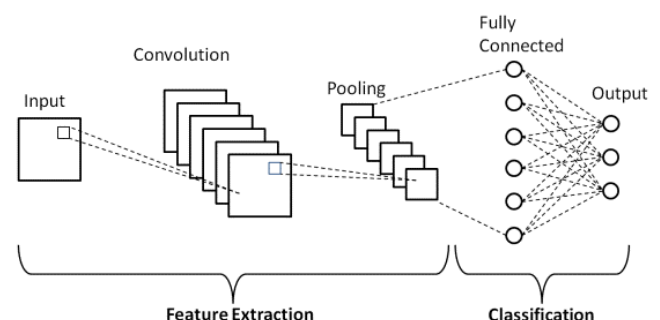 Fully
Connected
Convolution
Pooling
Input
Output
Feature Extraction
Classification